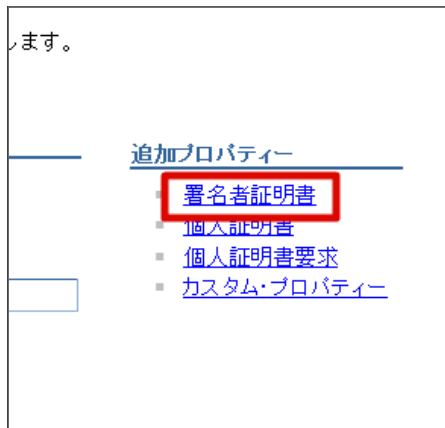 します。
追加プロパティー
署名者証明書
個人証明書
個人証明書要求
カスタム・プロパティー